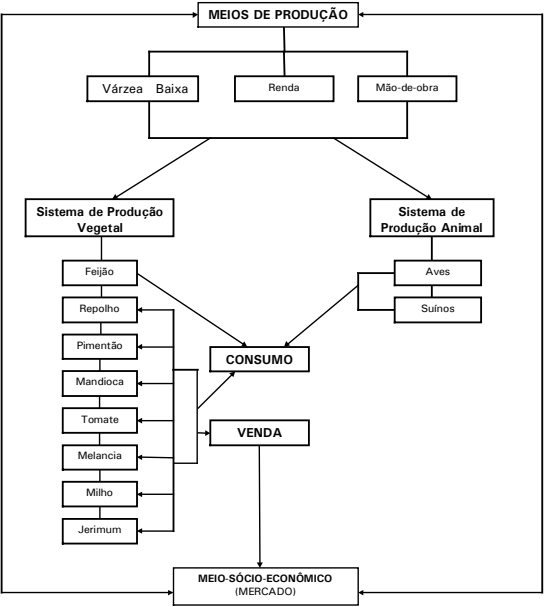 MEIOS DE PRODUÇÃO
Várzea Baixa
Renda
Mão-de-obra
Sistema de Produção
Vegetal
Sistema de
Produção Animal
Feijão
Aves
Repolho
Suínos
Pimentão
CONSUMO
Mandioca
Tomate
VENDA
Melancia
Milho
Jerimum
MEIO-SÓCIO-ECONÔMICO
(MERCADO)